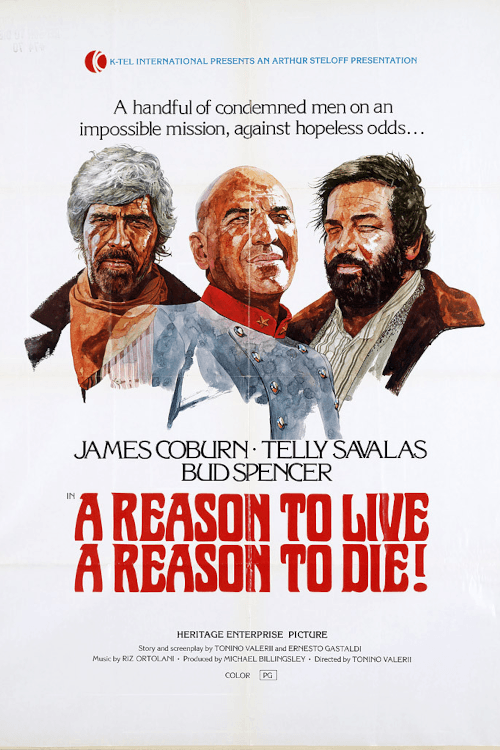 K-TEL INTERNATIONAL PRESENTS AN ARTHUR STELOFF PRESENTATION
A handful of condemned men on an
impossible mission, against hopeless odds...
JAMES COBURN · TELLY SAVALAS
BUD SPENCER
IN A REASON TO LIVE
A REASON TO DIE!
HERITAGE ENTERPRISE PICTURE
Story and screenplay by TONINO VALERII and ERNESTO GASTALDI
Music by RIZ ORTOLANI · Produced by MICHAEL BILLINGSLEY · Directed by TONINO VALERII
COLOR PG